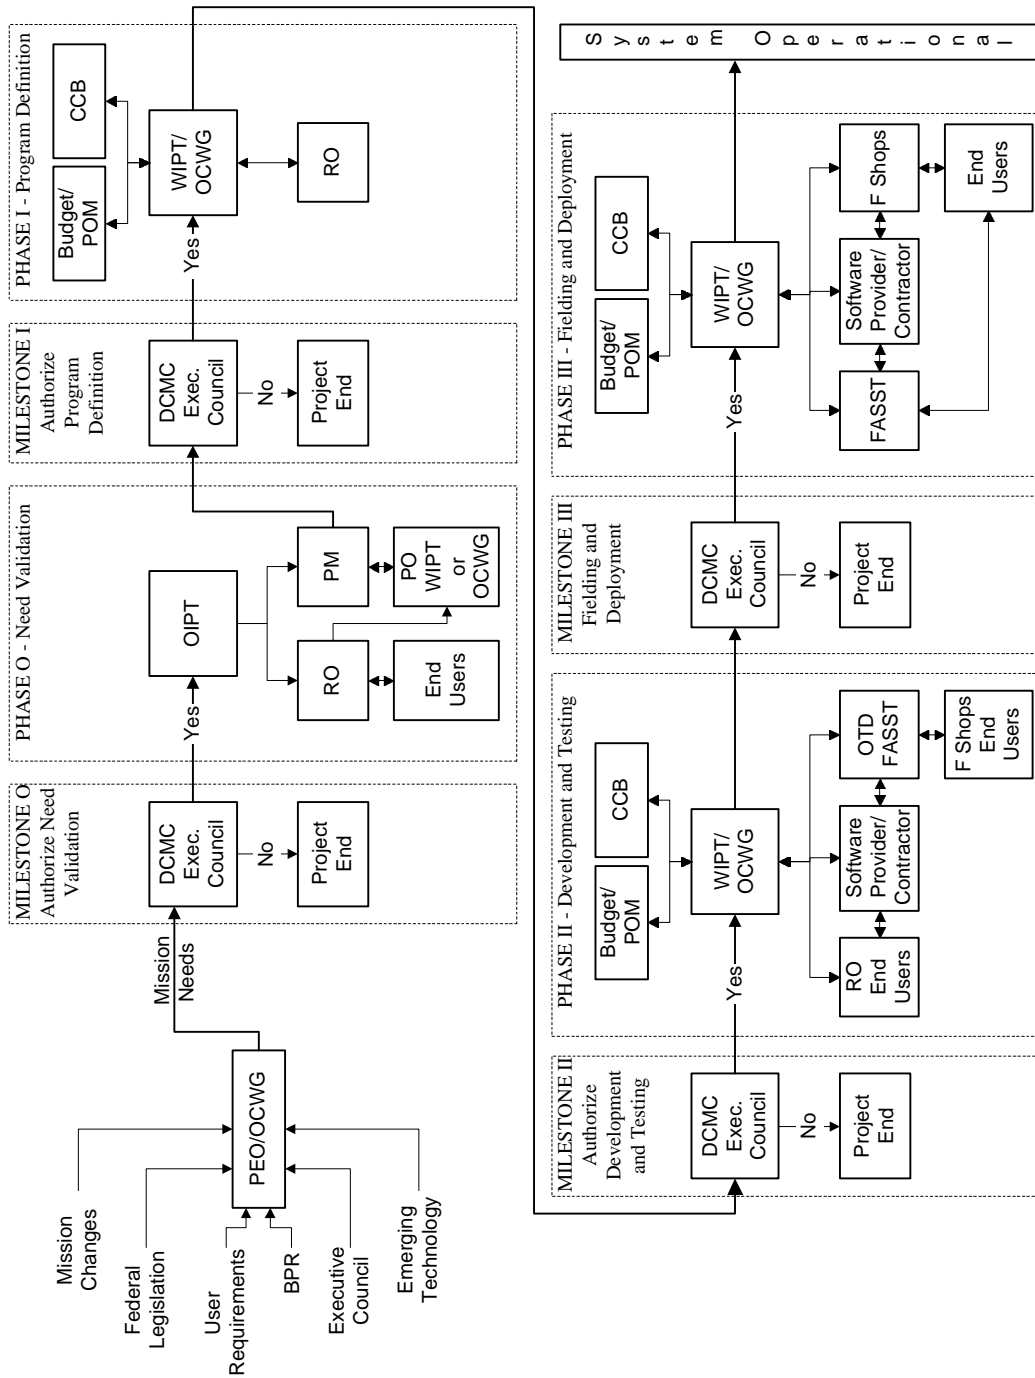 Mission
Changes
Federal
Legislation
User
Requirements
BPR
Executive
Council
Emerging
Technology
PEO/OCWG
Mission
Needs
MILESTONE O
Authorize Need
Validation
DCMC
Exec.
Council
No
Project
End
Yes
PHASE O - Need Validation
OIPT
RO
PM
End
Users
PO
WIPT
or
OCWG
MILESTONE I
Authorize
Program
Definition
DCMC
Exec.
Council
No
Project
End
Yes
PHASE I - Program Definition
Budget/
POM
CCB
WIPT/
OCWG
RO
MILESTONE II
Authorize
Development
and Testing
DCMC
Exec.
Council
No
Project
End
Yes
PHASE II - Development and Testing
Budget/
POM
CCB
WIPT/
OCWG
RO
End
Users
Software
Provider/
Contractor
OTD
FASST
F Shops
End
Users
MILESTONE III
Fielding and
Deployment
DCMC
Exec.
Council
No
Project
End
Yes
PHASE III - Fielding and Deployment
Budget/
POM
CCB
WIPT/
OCWG
FASST
Software
Provider/
Contractor
F Shops
End
Users
System Operational